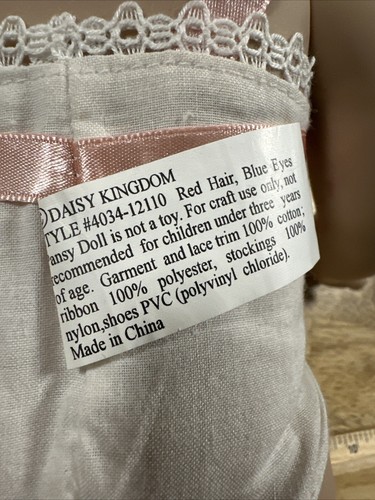 DAISY KINGDOM
TYLE #4034-12110 Red Hair, Blue Eyes
ansy Doll is not a toy. For craft use only, not
ecommended for children under three years
of age. Garment and lace trim 100% cotton;
ribbon 100% polyester, stockings 100%
nylon,shoes PVC (polyvinyl chloride).
Made in China